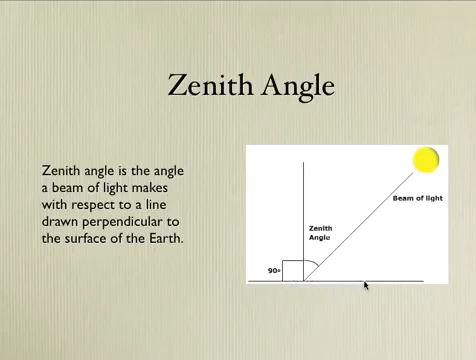 Zenith Angle
Zenith angle is the angle
a beam of light makes
with respect to a line
drawn perpendicular to
the surface of the Earth.
Beam of light
Zenith
Angle
90°